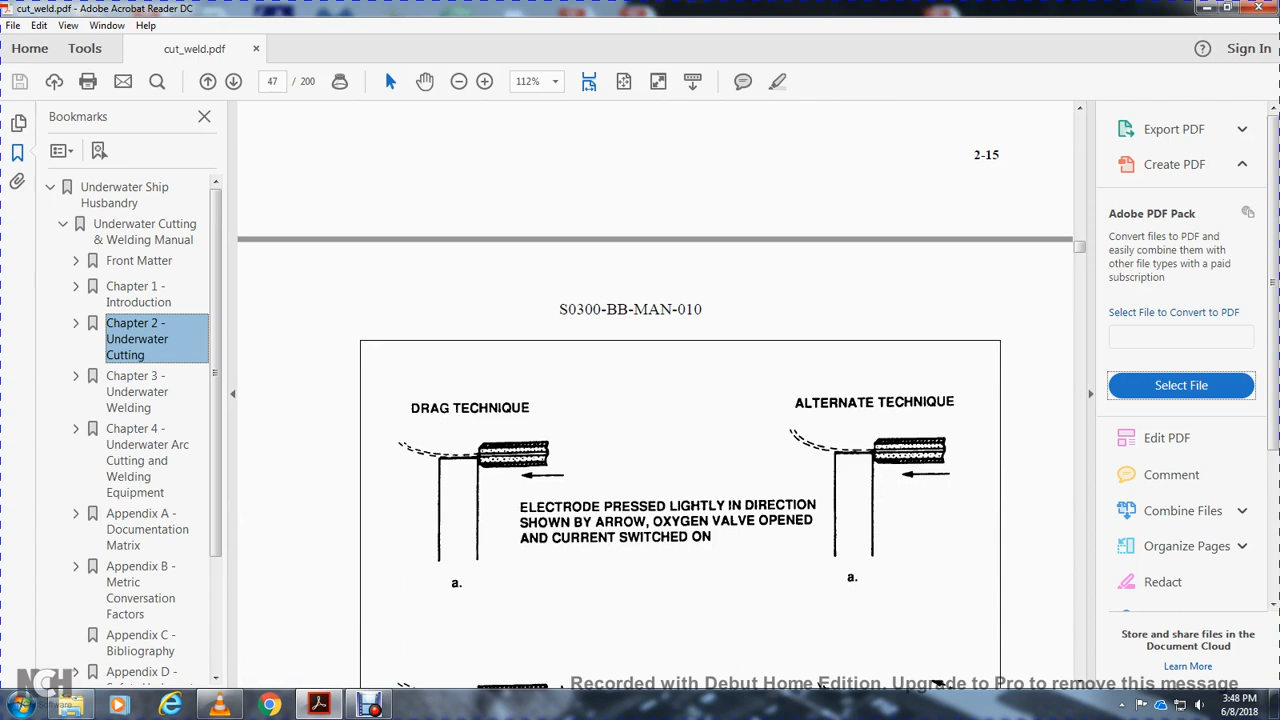 cut_weld.pdf - Adobe Acrobat Reader DC
File Edit View Window Help
Home Tools cut_weld.pdf × Sign In
47 / 200 112%
Bookmarks
Underwater Ship
Husbandry
Underwater Cutting
& Welding Manual
Front Matter
Chapter 1 -
Introduction
Chapter 2 -
Underwater
Cutting
Chapter 3 -
Underwater
Welding
Chapter 4 -
Underwater Arc
Cutting and
Welding
Equipment
Appendix A -
Documentation
Matrix
Appendix B -
Metric
Conversation
Factors
Appendix C -
Bibliography
Appendix D -
2-15
S0300-BB-MAN-010
DRAG TECHNIQUE
ALTERNATE TECHNIQUE
ELECTRODE PRESSED LIGHTLY IN DIRECTION
SHOWN BY ARROW, OXYGEN VALVE OPENED
AND CURRENT SWITCHED ON
a.
a.
Export PDF
Create PDF
Adobe PDF Pack
Convert files to PDF and
easily combine them with
other file types with a paid
subscription
Select File to Convert to PDF
Select File
Edit PDF
Comment
Combine Files
Organize Pages
Redact
Store and share files in the
Document Cloud
Learn More
NCH
Software
Recorded with Debut Home Edition. Upgrade to Pro to remove this message
3:48 PM
6/8/2018